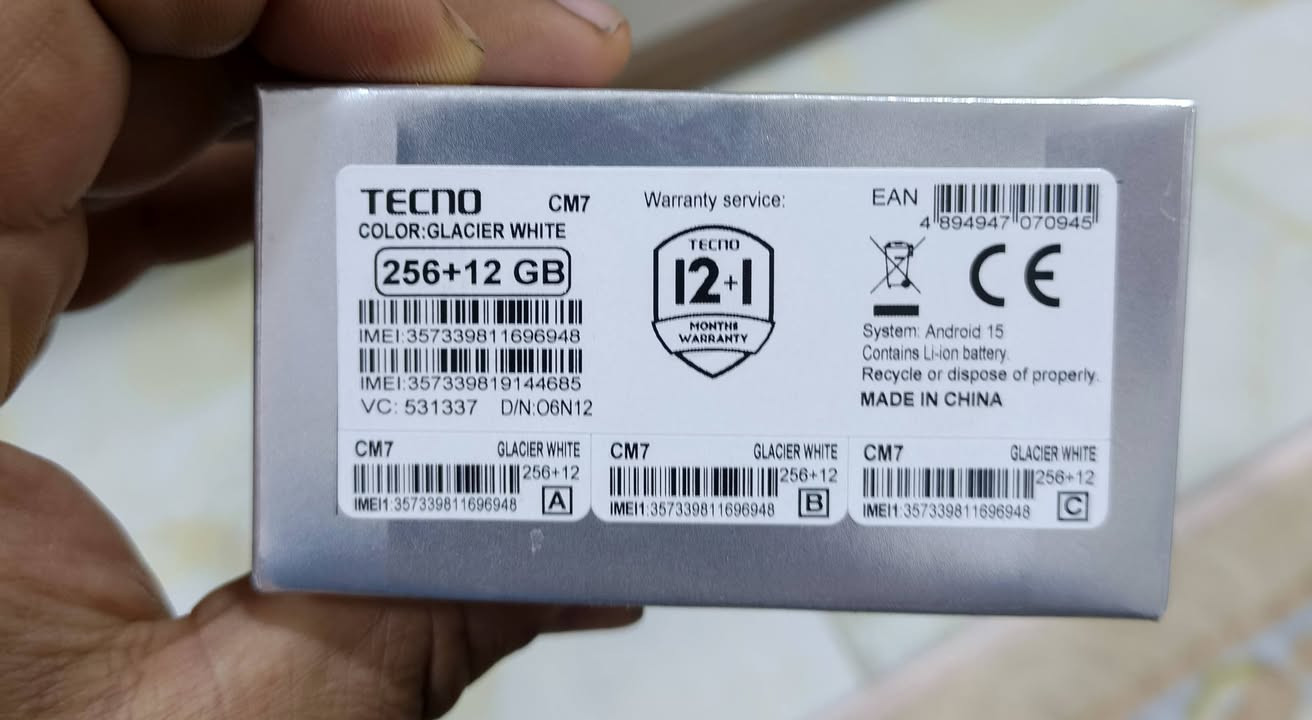 TECNO CM7
COLOR:GLACIER WHITE
256+12 GB
IMEI:357339811696948
IMEI:357339819144685
VC: 531337 D/N:O6N12
Warranty service:
TECNO
12+1
MONTHS
WARRANTY
EAN
4 894947 070945
CE
System: Android 15
Contains Li-ion battery.
Recycle or dispose of properly.
MADE IN CHINA
CM7 GLACIER WHITE
256+12
IMEI1:357339811696948 A
CM7 GLACIER WHITE
256+12
IMEI1:357339811696948 B
CM7 GLACIER WHITE
256+12
IMEI1:357339811696948 C